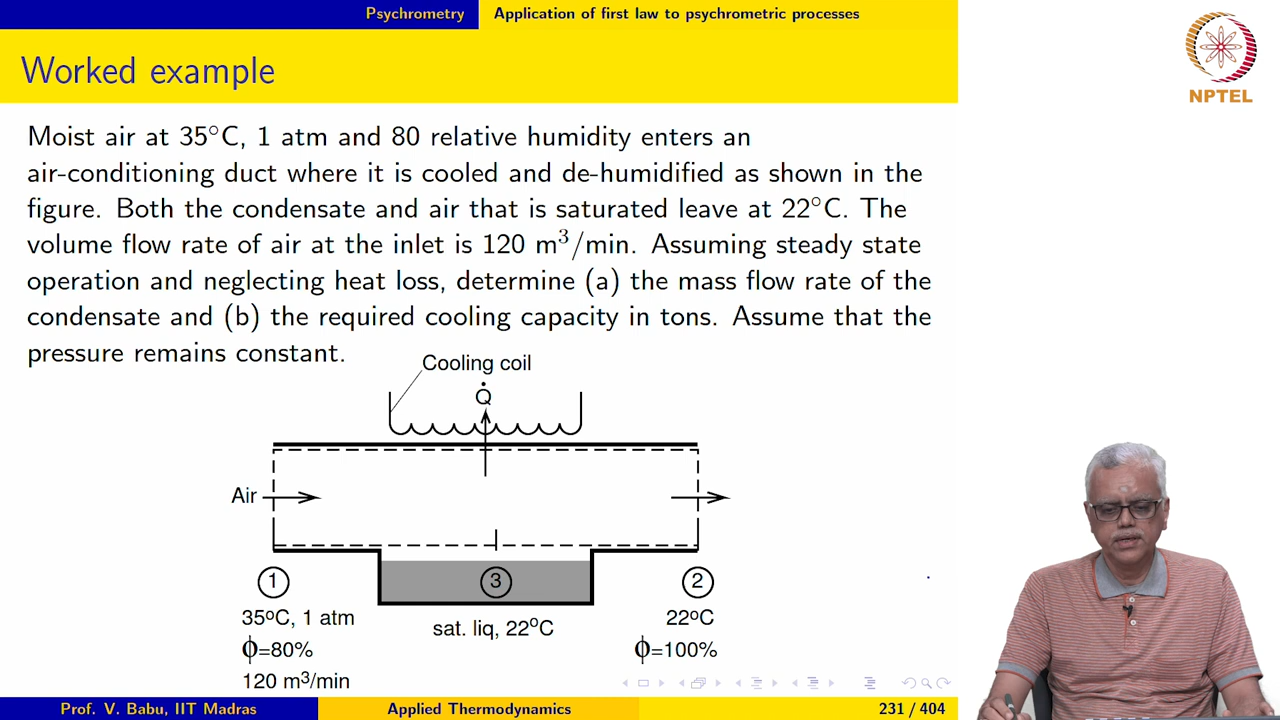 Psychrometry Application of first law to psychrometric processes
Worked example
NPTEL
Moist air at 35°C, 1 atm and 80 relative humidity enters an
air-conditioning duct where it is cooled and de-humidified as shown in the
figure. Both the condensate and air that is saturated leave at 22°C. The
volume flow rate of air at the inlet is 120 m³/min. Assuming steady state
operation and neglecting heat loss, determine (a) the mass flow rate of the
condensate and (b) the required cooling capacity in tons. Assume that the
pressure remains constant.
Cooling coil
Q̇
Air
1 3 2
35°C, 1 atm
sat. liq, 22°C
22°C
ϕ=80%
ϕ=100%
120 m³/min
Prof. V. Babu, IIT Madras Applied Thermodynamics 231 / 404